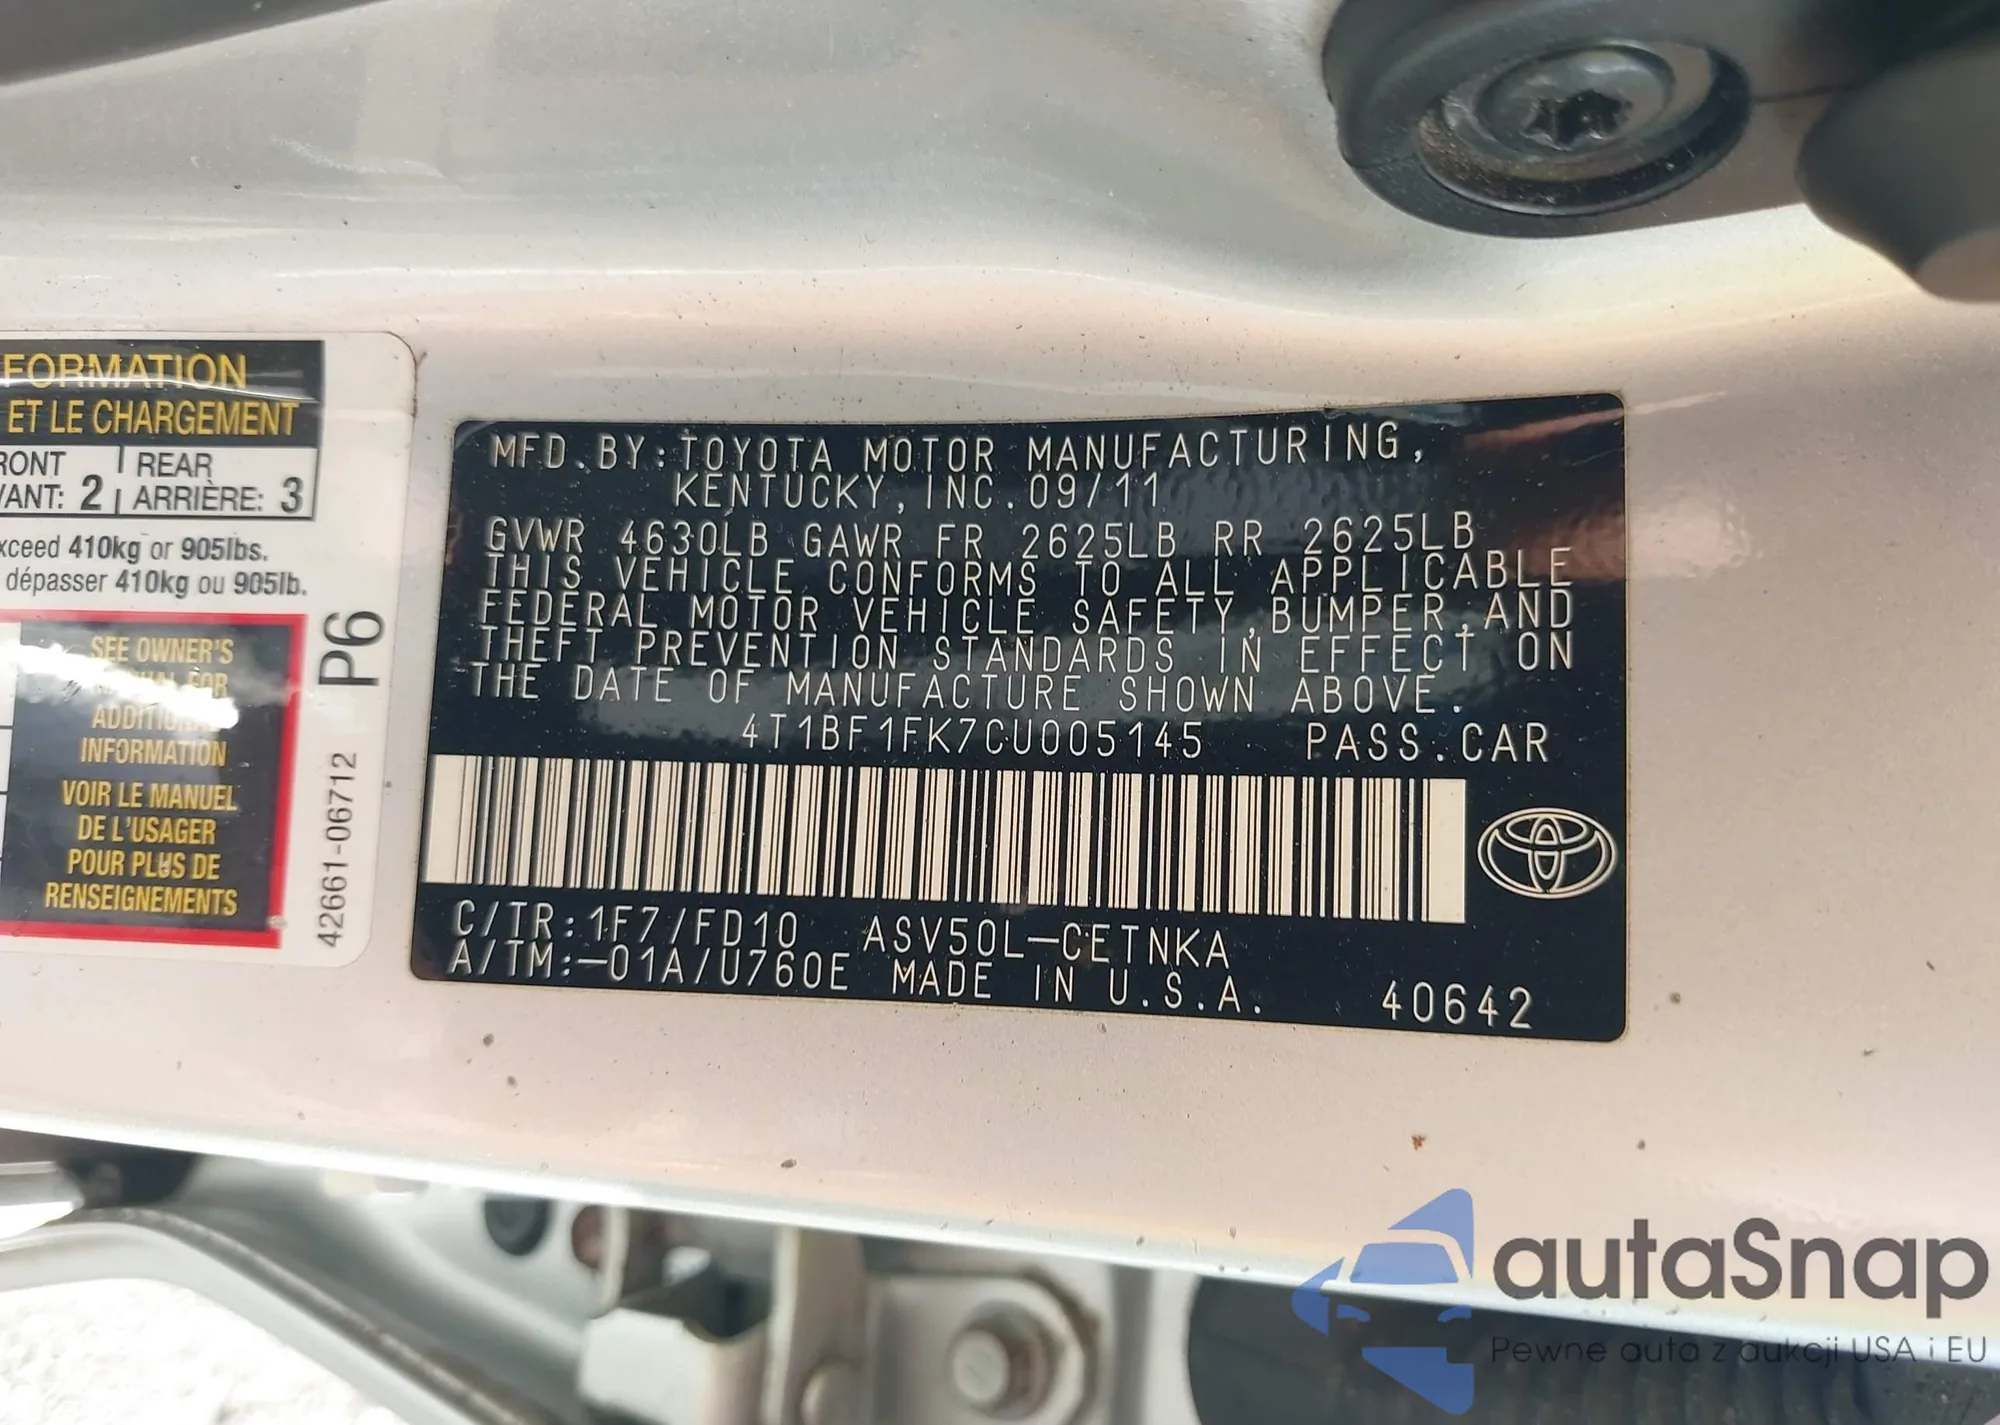 FORMATION
ET LE CHARGEMENT
RONT REAR
VANT: 2 ARRIÈRE: 3
xceed 410kg or 905lbs.
dépasser 410kg ou 905lb.
SEE OWNER'S
MANUAL FOR
ADDITIONAL
INFORMATION
VOIR LE MANUEL
DE L'USAGER
POUR PLUS DE
RENSEIGNEMENTS
P6
42661-06712
MFD.BY:TOYOTA MOTOR MANUFACTURING,
KENTUCKY,INC.09/11
GVWR 4630LB GAWR FR 2625LB RR 2625LB
THIS VEHICLE CONFORMS TO ALL APPLICABLE
FEDERAL MOTOR VEHICLE SAFETY,BUMPER,AND
THEFT PREVENTION STANDARDS IN EFFECT ON
THE DATE OF MANUFACTURE SHOWN ABOVE.
4T1BF1FK7CU005145 PASS.CAR
C/TR:1F7/FD10 ASV50L-CETNKA
A/TM:-01A/U760E MADE IN U.S.A.
40642
autaSnap
Pewne auta z aukcji USA i EU